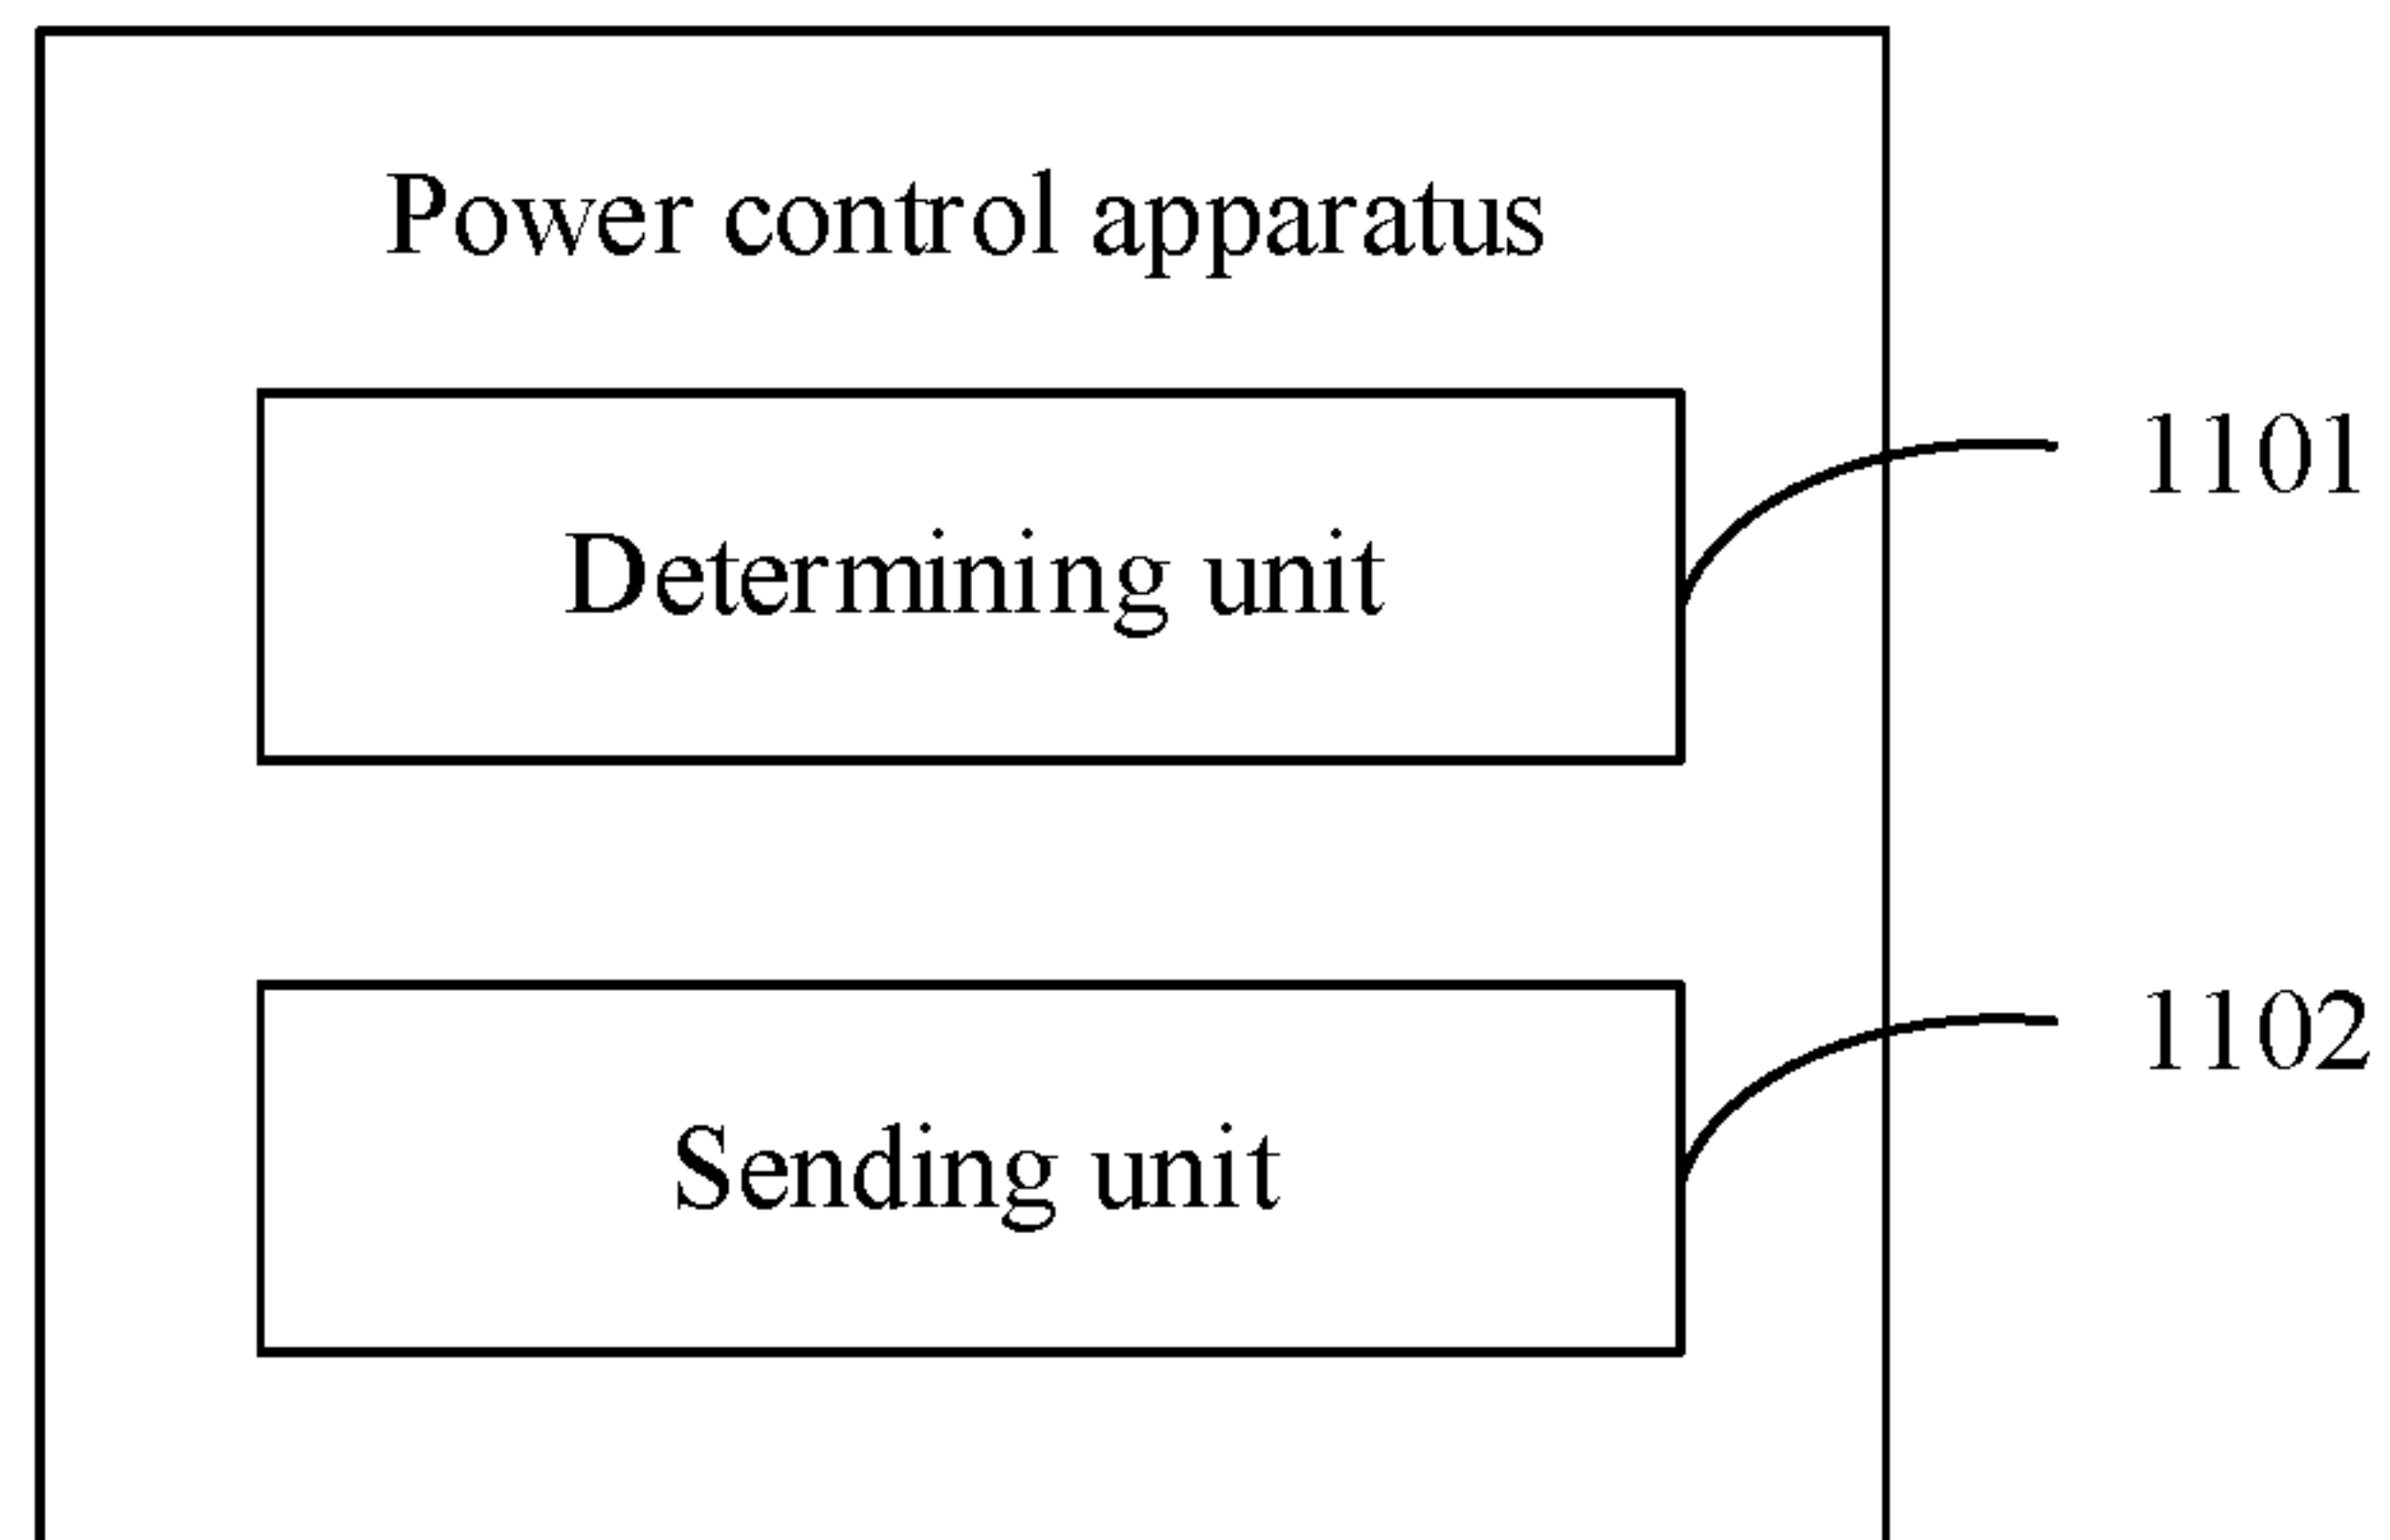 Power control apparatus
1101
Determining unit
1102
Sending unit